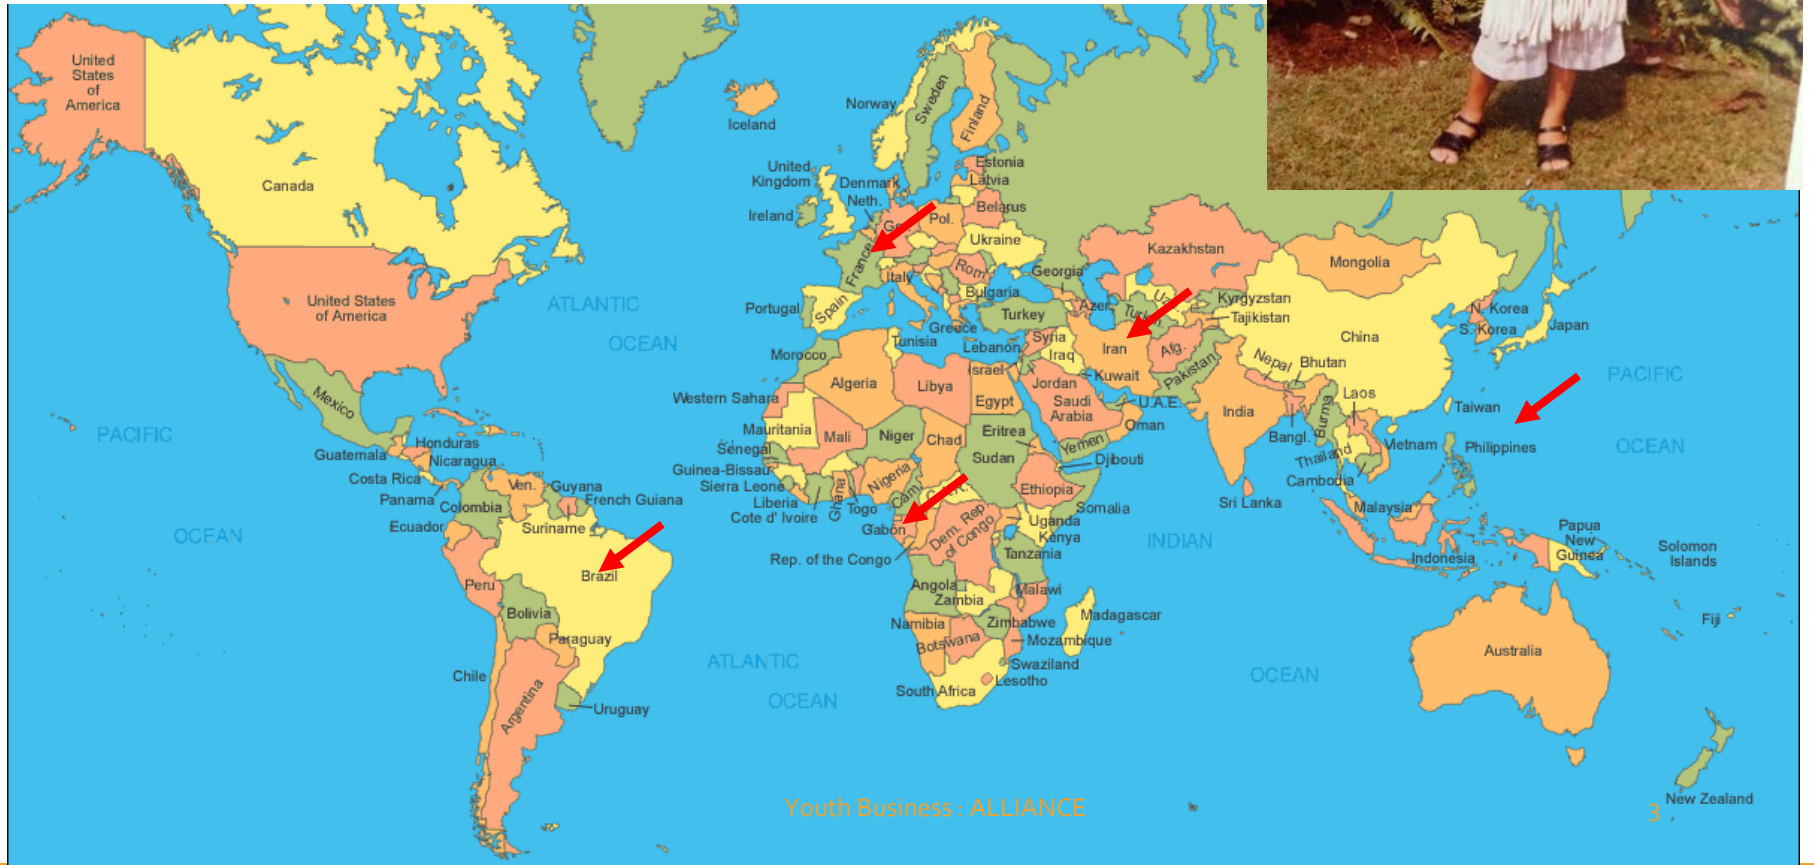 United
States
of
America
Canada
Iceland
Norway
Sweden
Finland
Estonia
Latvia
United
Kingdom
Denmark
Neth.
Belarus
Ireland
Pol.
Ukraine
France
Kazakhstan
Mongolia
Italy
Rom.
Georgia
United States
of America
ATLANTIC
OCEAN
Portugal
Spain
Bulgaria
Azer.
Kyrgyzstan
Tajikistan
Turkey
Greece
N. Korea
S. Korea
Japan
China
Tunisia
Lebanon
Syria
Iraq
Iran
Afg.
Pakistan
Nepal
Bhutan
Morocco
Algeria
Libya
Israel
Jordan
Kuwait
Egypt
Saudi
Arabia
U.A.E.
Oman
India
Burma
Laos
Taiwan
PACIFIC
OCEAN
Mexico
Western Sahara
Mauritania
Mali
Niger
Chad
Eritrea
Sudan
Yemen
Djibouti
Bangl.
Vietnam
Philippines
Thailand
Cambodia
PACIFIC
OCEAN
Honduras
Guatemala
Nicaragua
Costa Rica
Panama
Ven.
Guyana
French Guiana
Colombia
Suriname
Ecuador
Senegal
Guinea-Bissau
Sierra Leone
Liberia
Cote d' Ivoire
Ghana
Togo
Nigeria
Cam.
Ethiopia
Somalia
Sri Lanka
Malaysia
Gabon
Dem. Rep.
of Congo
Uganda
Kenya
Rep. of the Congo
Tanzania
INDIAN
OCEAN
Indonesia
Papua
New
Guinea
Solomon
Islands
Brazil
Peru
Bolivia
Paraguay
Chile
Argentina
Uruguay
ATLANTIC
OCEAN
Angola
Zambia
Malawi
Namibia
Zimbabwe
Madagascar
Botswana
Mozambique
Swaziland
Lesotho
South Africa
Australia
Fiji
New Zealand
Youth Business : ALLIANCE
3